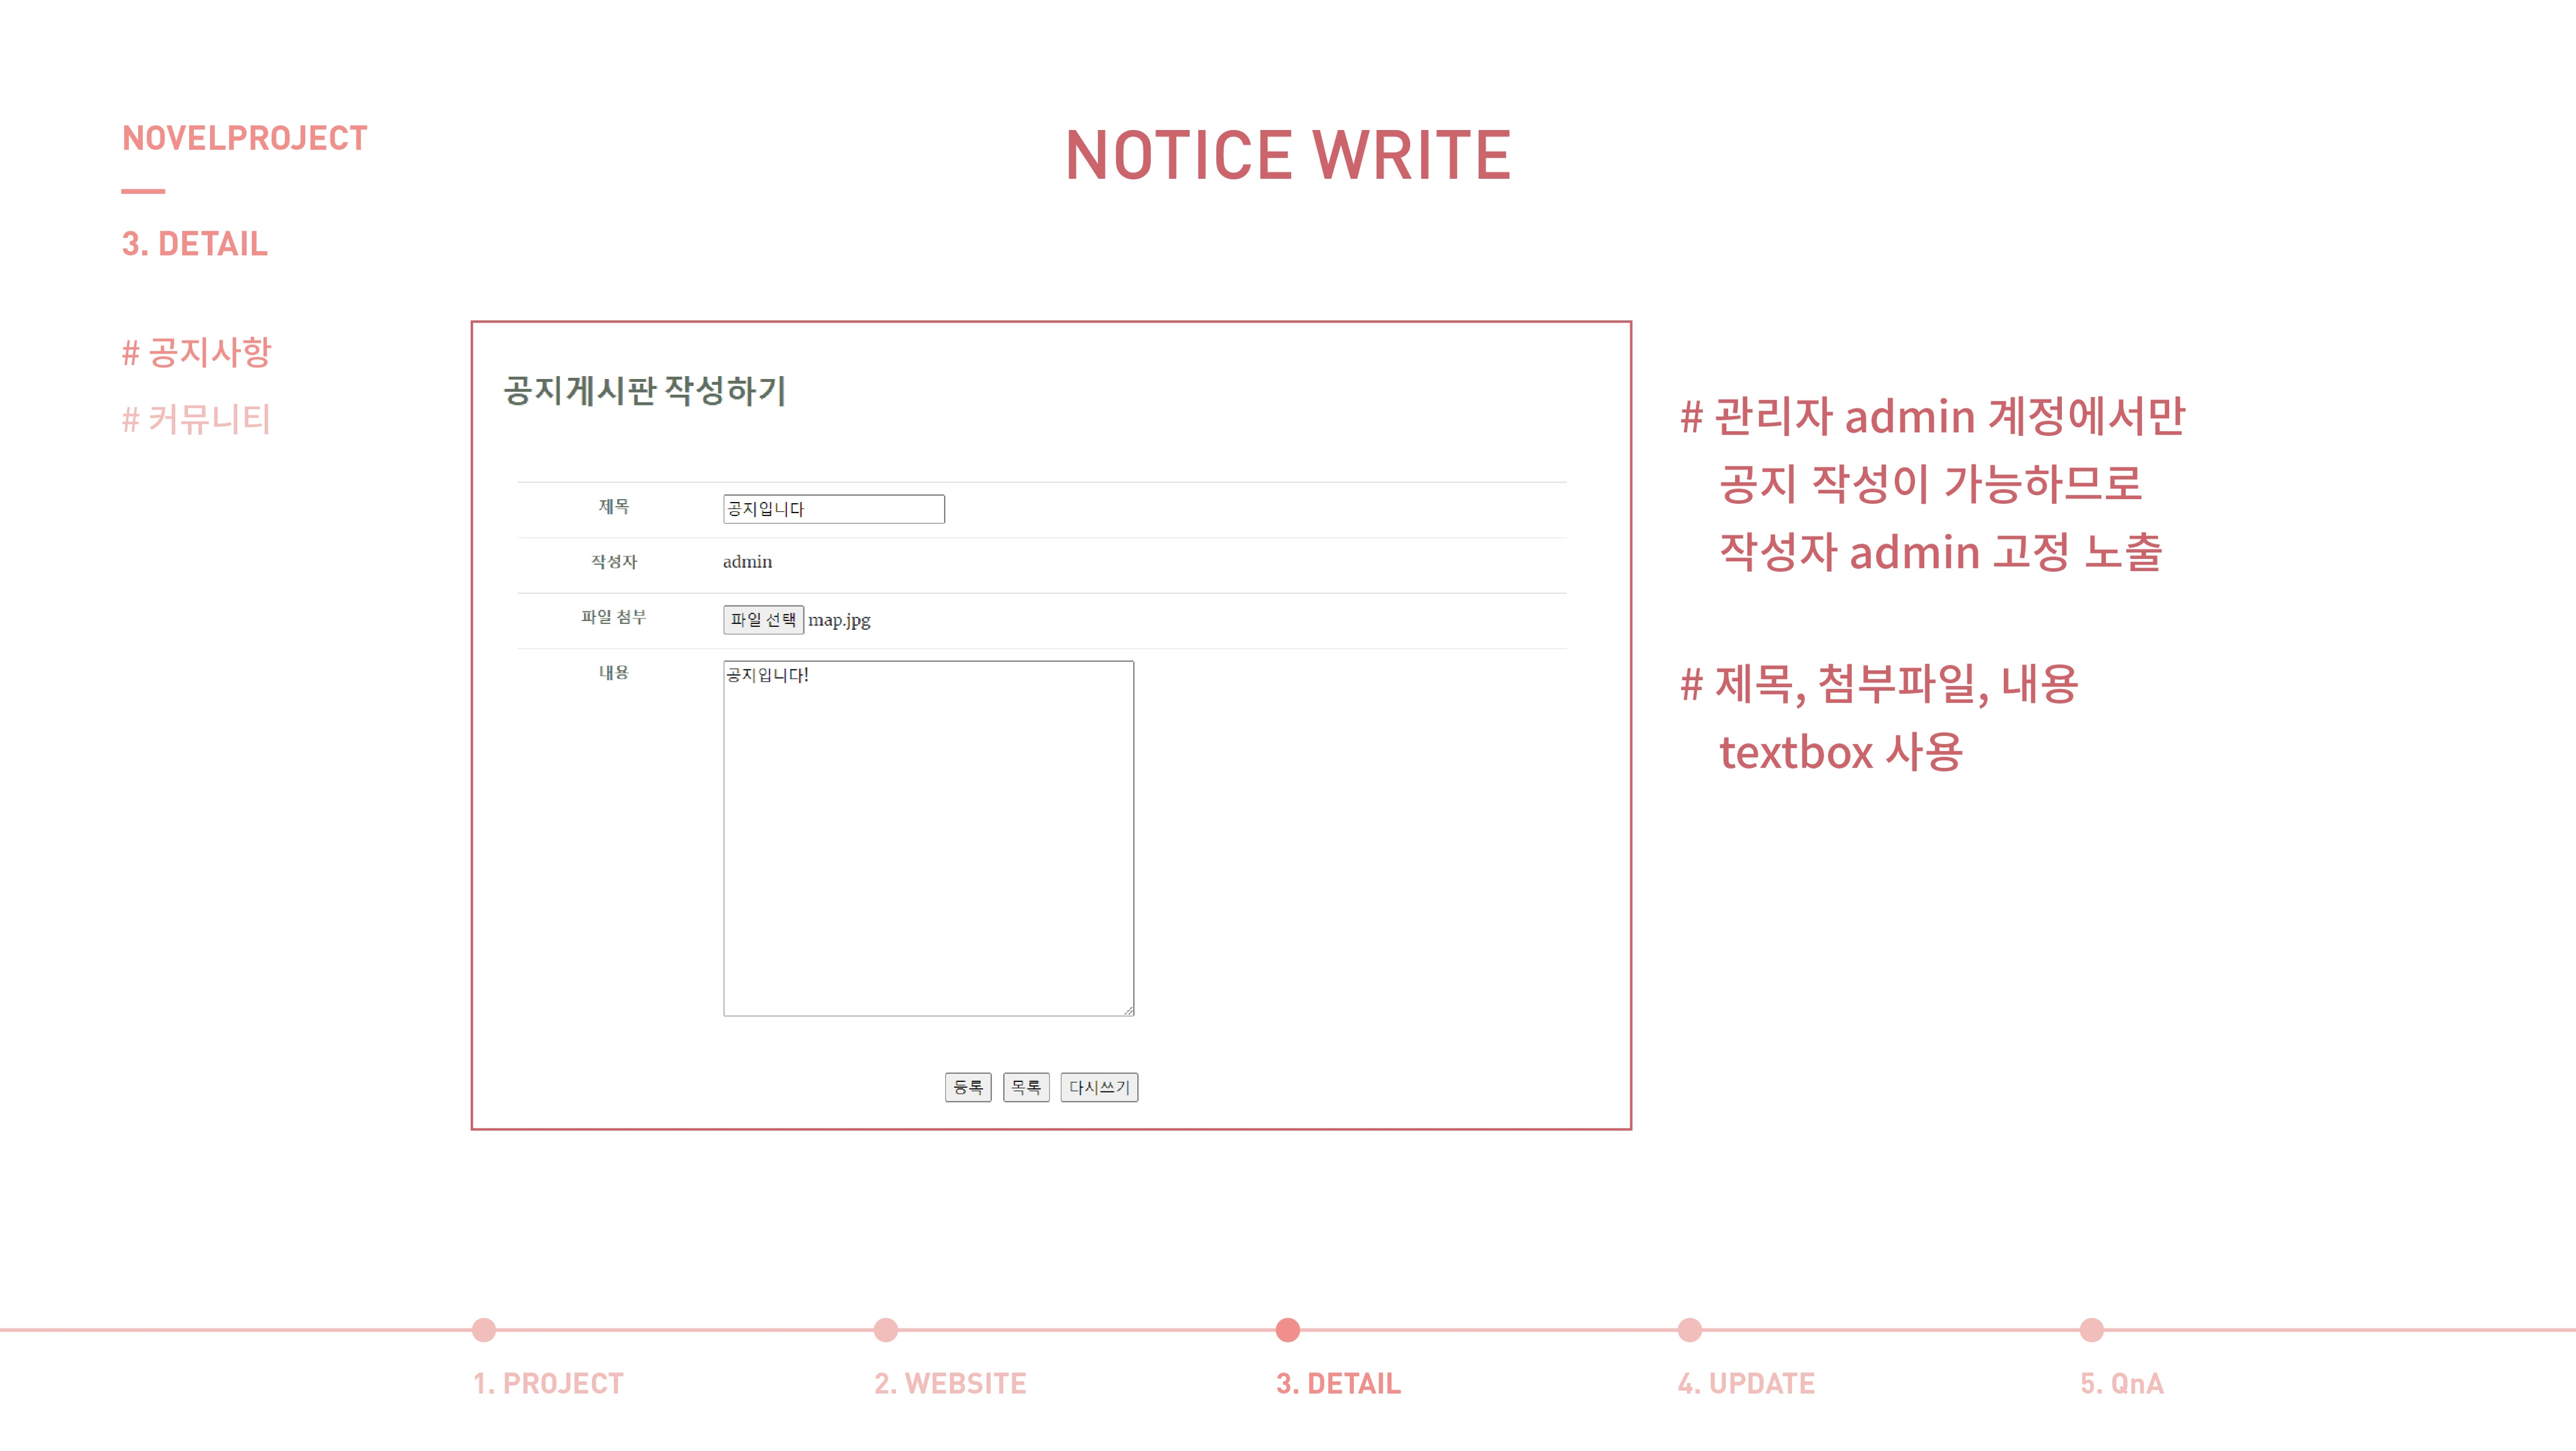 NOVELPROJECT
3. DETAIL
# 공지사항
# 커뮤니티
NOTICE WRITE
공지게시판 작성하기
제목 공지입니다
작성자 admin
파일 첨부 파일 선택 map.jpg
내용 공지입니다!
등록 목록 다시쓰기
# 관리자 admin 계정에서만
공지 작성이 가능하므로
작성자 admin 고정 노출
# 제목, 첨부파일, 내용
textbox 사용
1. PROJECT
2. WEBSITE
3. DETAIL
4. UPDATE
5. QnA